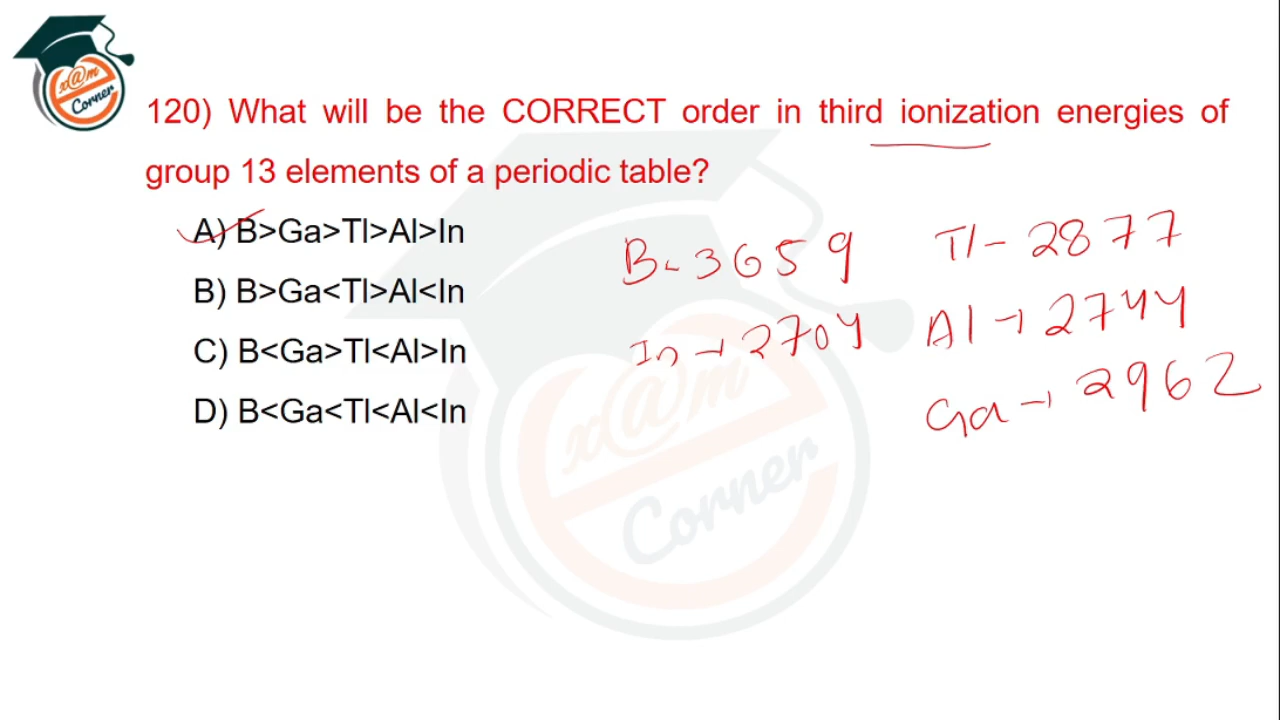 x@m
Corner
120) What will be the CORRECT order in third ionization energies of
group 13 elements of a periodic table?
A) B>Ga>Tl>Al>In
B) B>Ga<Tl>Al<In
C) B<Ga>Tl<Al>In
D) B<Ga<Tl<Al<In
B- 3659
Tl- 2877
In → 2704
Al → 2744
Ga → 2962
x@m
Corner